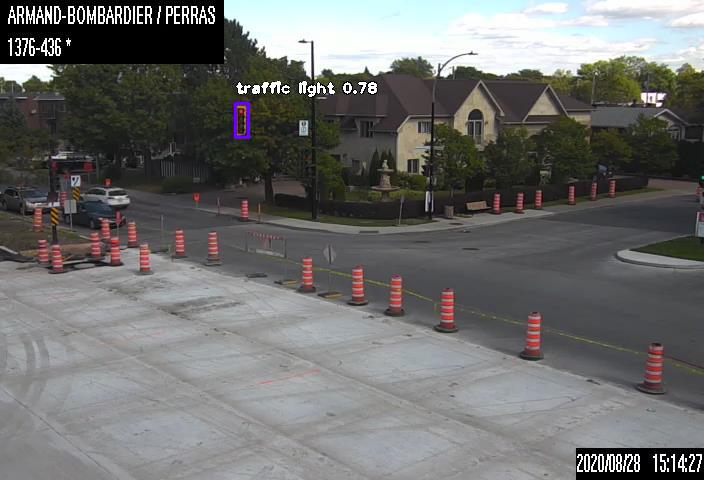 ARMAND-BOMBARDIER / PERRAS
1376-436 *
traffic light 0.78
2020/08/28 15:14:27